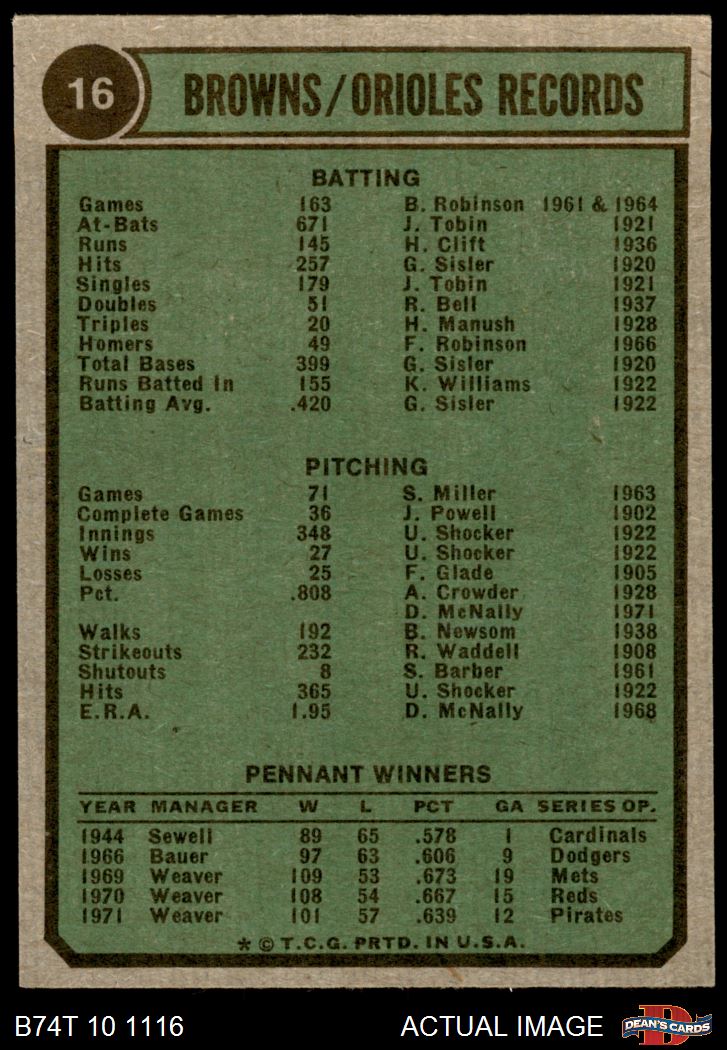 16 BROWNS/ORIOLES RECORDS
BATTING
Games 163 B. Robinson 1961 & 1964
At-Bats 671 J. Tobin 1921
Runs 145 H. Clift 1936
Hits 257 G. Sisler 1920
Singles 179 J. Tobin 1921
Doubles 51 R. Bell 1937
Triples 20 H. Manush 1928
Homers 49 F. Robinson 1966
Total Bases 399 G. Sisler 1920
Runs Batted In 155 K. Williams 1922
Batting Avg. .420 G. Sisler 1922
PITCHING
Games 71 S. Miller 1963
Complete Games 36 J. Powell 1902
Innings 348 U. Shocker 1922
Wins 27 U. Shocker 1922
Losses 25 F. Glade 1905
Pct. .808 A. Crowder 1928
D. McNally 1971
Walks 192 B. Newsom 1938
Strikeouts 232 R. Waddell 1908
Shutouts 8 S. Barber 1961
Hits 365 U. Shocker 1922
E.R.A. 1.95 D. McNally 1968
PENNANT WINNERS
YEAR MANAGER W L PCT GA SERIES OP.
1944 Sewell 89 65 .578 1 Cardinals
1966 Bauer 97 63 .606 9 Dodgers
1969 Weaver 109 53 .673 19 Mets
1970 Weaver 108 54 .667 15 Reds
1971 Weaver 101 57 .639 12 Pirates
* © T.C.G. PRTD. IN U.S.A.
B74T 10 1116 ACTUAL IMAGE D DEAN'S CARDS